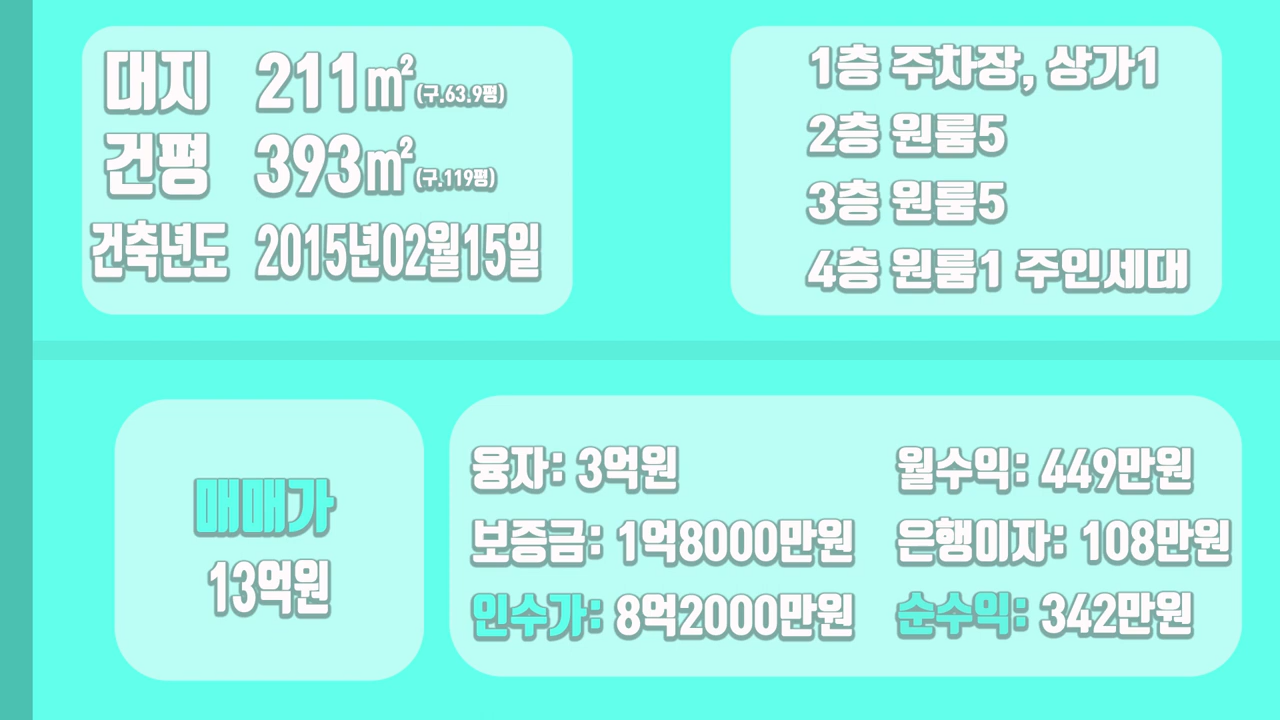 대지 211㎡(구.63.9평)
건평 393㎡(구.119평)
건축년도 2015년02월15일
1층 주차장, 상가1
2층 원룸5
3층 원룸5
4층 원룸1 주인세대
매매가
13억원
융자: 3억원
보증금: 1억8000만원
인수가: 8억2000만원
월수익: 449만원
은행이자: 108만원
순수익: 342만원